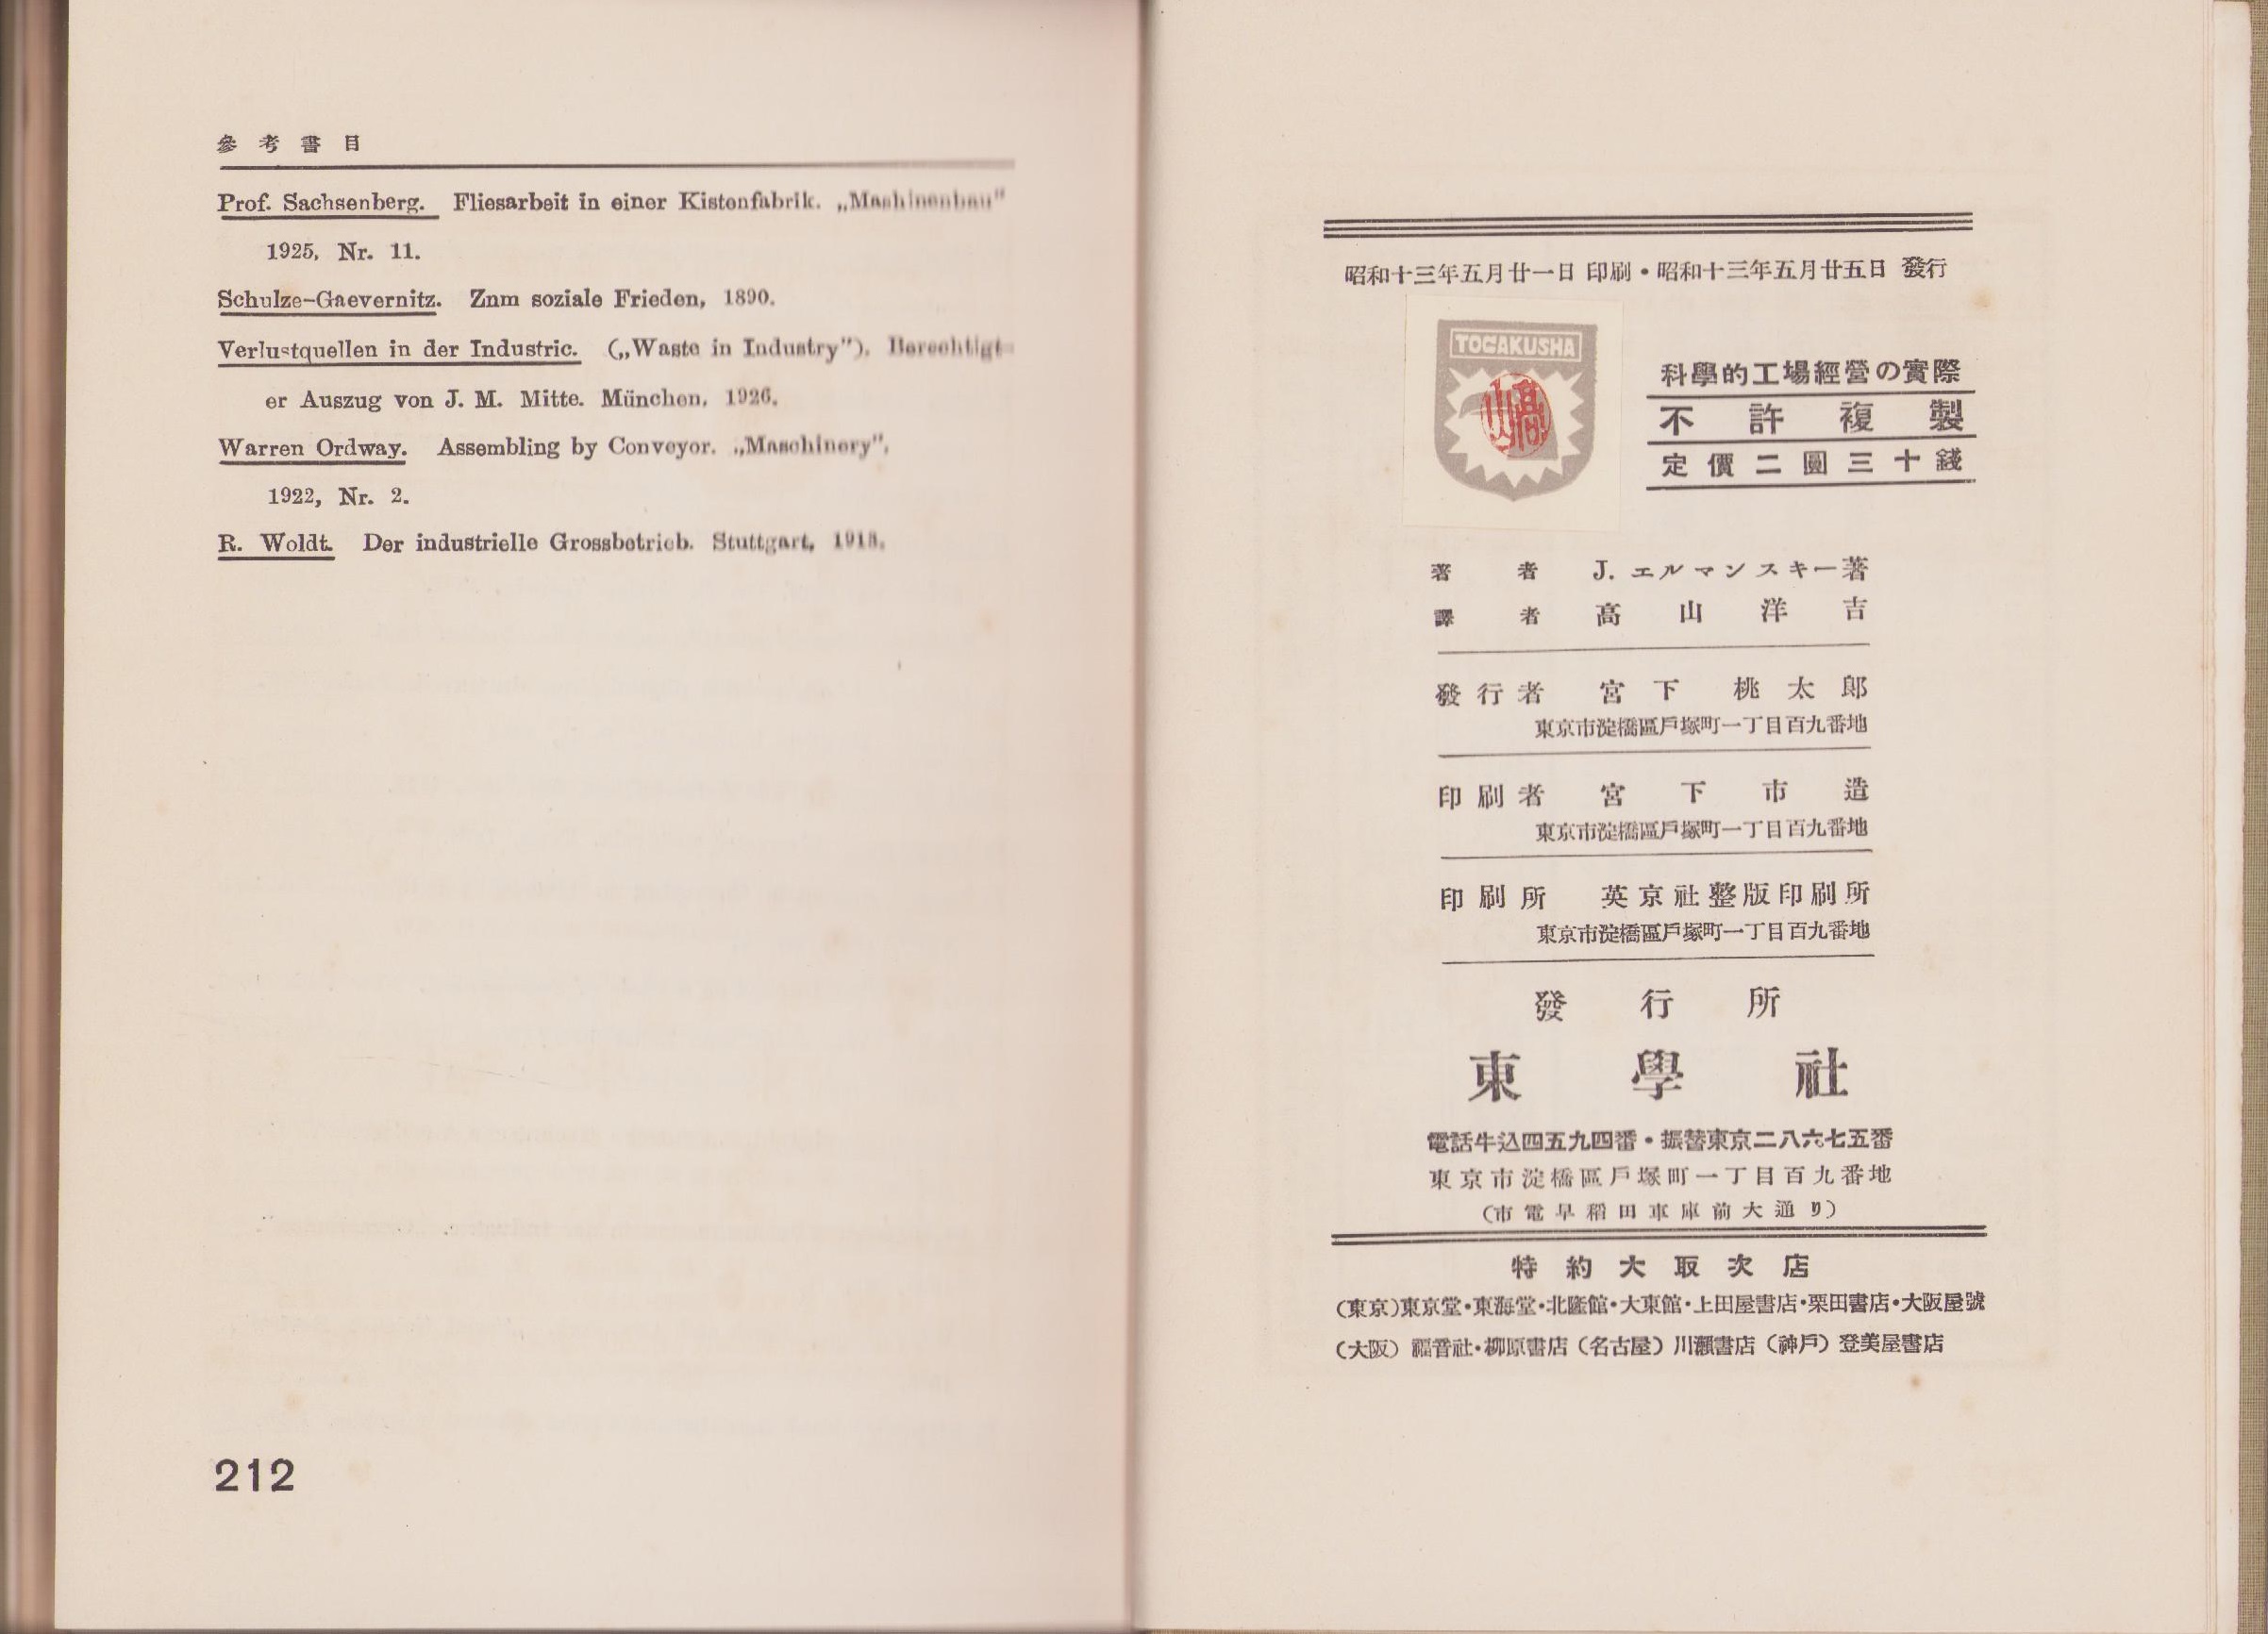 參考書目
Prof. Sachsenberg. Fliesarbeit in einer Kistenfabrik. „Mashinenbau"
1925, Nr. 11.
Schulze-Gaevernitz. Znm soziale Frieden, 1890.
Verlustquellen in der Industric. („Waste in Industry"). Berechtigt-
er Auszug von J. M. Mitte. München, 1926.
Warren Ordway. Assembling by Conveyor. „Maschinery",
1922, Nr. 2.
R. Woldt. Der industrielle Grossbetrieb. Stuttgart,
212
昭和十三年五月廿一日 印刷・昭和十三年五月廿五日 發行
TOGAKUSHA
高山
科學的工場經營の實際
不許複製
定價二圓三十錢
著者 J. エルマンスキー著
譯者 高山洋吉
發行者 宮下桃太郎
東京市淀橋區戶塚町一丁目百九番地
印刷者 宮下市造
東京市淀橋區戶塚町一丁目百九番地
印刷所 英京社整版印刷所
東京市淀橋區戶塚町一丁目百九番地
發行所
東學社
電話牛込四五九四番・振替東京二八六七五番
東京市淀橋區戶塚町一丁目百九番地
(市電早稻田車庫前大通り)
特約大取次店
(東京)東京堂・東海堂・北隆館・大東館・上田屋書店・栗田書店・大阪屋號
(大阪) 福音社・柳原書店 (名古屋) 川瀨書店 (神戶) 登美屋書店